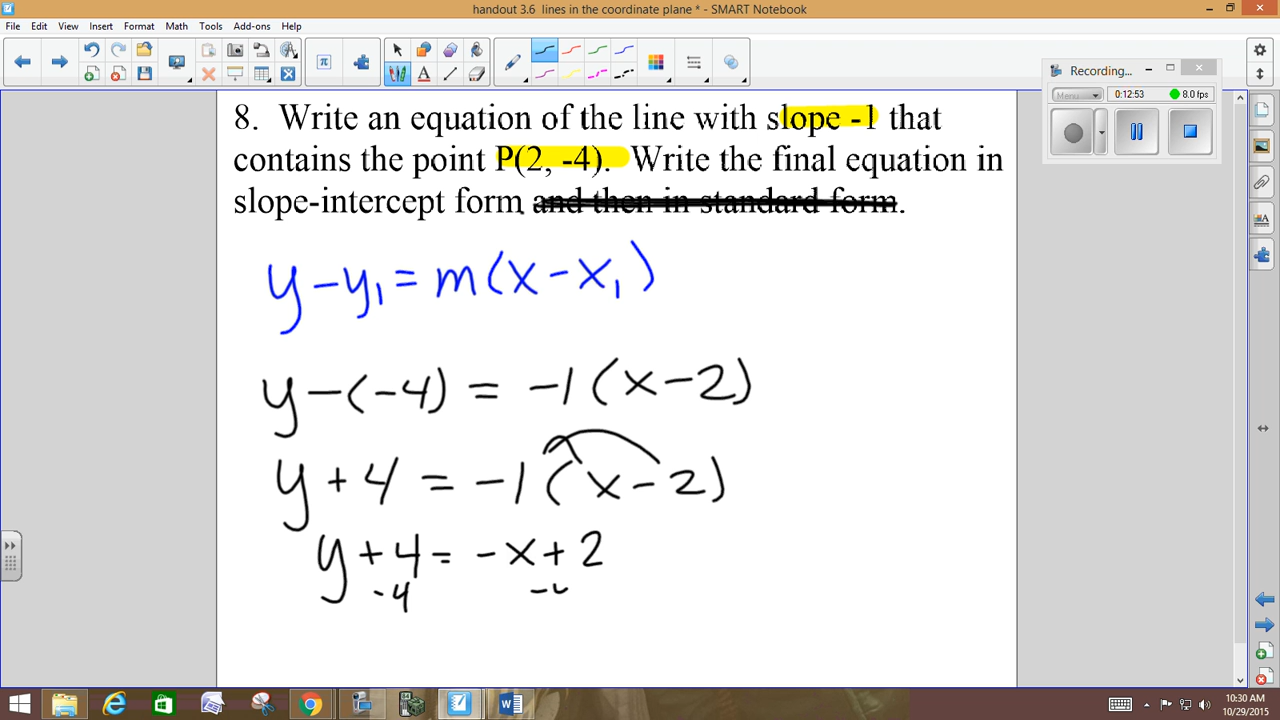 handout 3.6 lines in the coordinate plane * - SMART Notebook
File Edit View Insert Format Math Tools Add-ons Help
Recording...
Menu 0:12:53 8.0 fps
8. Write an equation of the line with slope -1 that
contains the point P(2, -4). Write the final equation in
slope-intercept form and then in standard form.
y-y₁=m(x-x₁)
y-(-4) = -1(x-2)
y+4 = -1(x-2)
y+4 = -x+2
-4
10:30 AM
10/29/2015